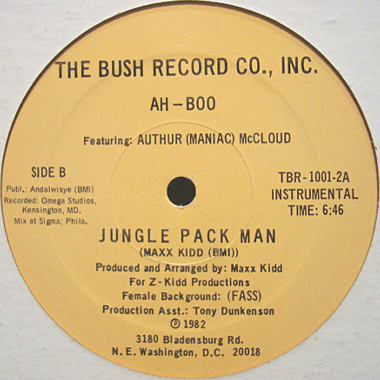 THE BUSH RECORD CO., INC.
AH-BOO
Featuring: AUTHUR (MANIAC) McCLOUD
SIDE B
Publ.: Andalwisye (BMI)
Recorded: Omega Studios,
Kensington, MD.
Mix at Sigma, Phila.
TBR-1001-2A
INSTRUMENTAL
TIME: 6:46
JUNGLE PACK MAN
(MAXX KIDD (BMI))
Produced and Arranged by: Maxx Kidd
For Z-Kidd Productions
Female Background: (FASS)
Production Asst.: Tony Dunkenson
℗ 1982
3180 Bladensburg Rd.
N.E. Washington, D.C. 20018